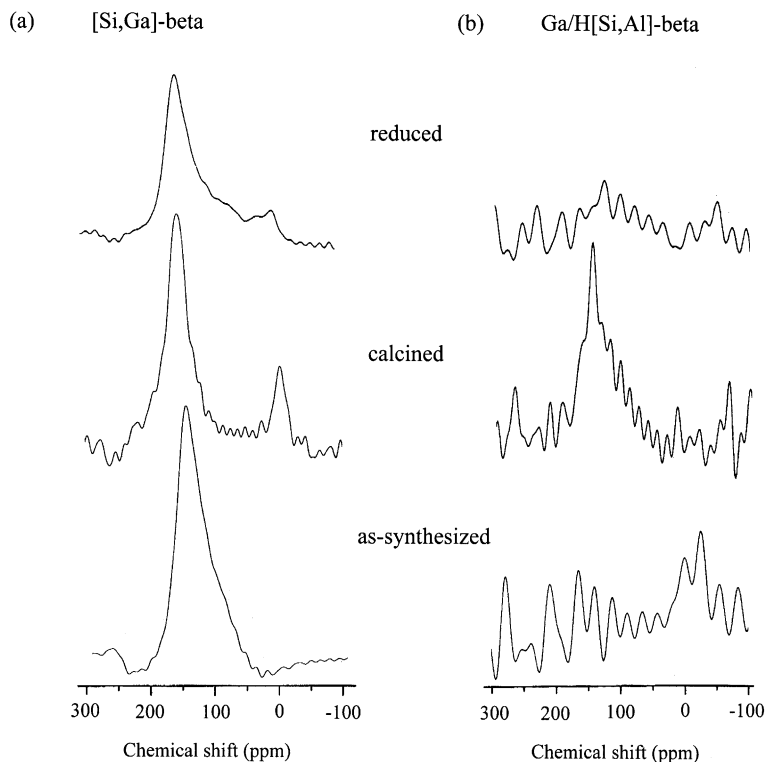 (a) [Si,Ga]-beta
(b) Ga/H[Si,Al]-beta
reduced
calcined
as-synthesized
300 200 100 0 -100
300 200 100 0 -100
Chemical shift (ppm)
Chemical shift (ppm)